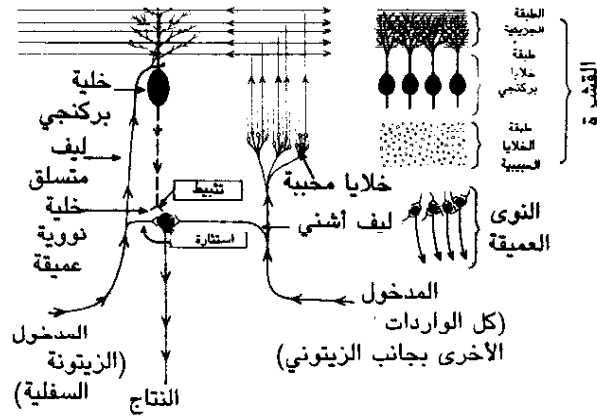 الطبقة
الجزيئية
طبقة
خلايا
بركنجي
طبقة
الخلايا
الحبيبية
القشرة
النوى
العميقة
خلية
بركنجي
ليف
متسلق
خلية
نووية
عميقة
تثبيط
استثارة
خلايا محببة
ليف أشني
المدخول
(كل الواردات
الأخرى بجانب الزيتوني)
المدخول
(الزيتونة
السفلية)
النتاج